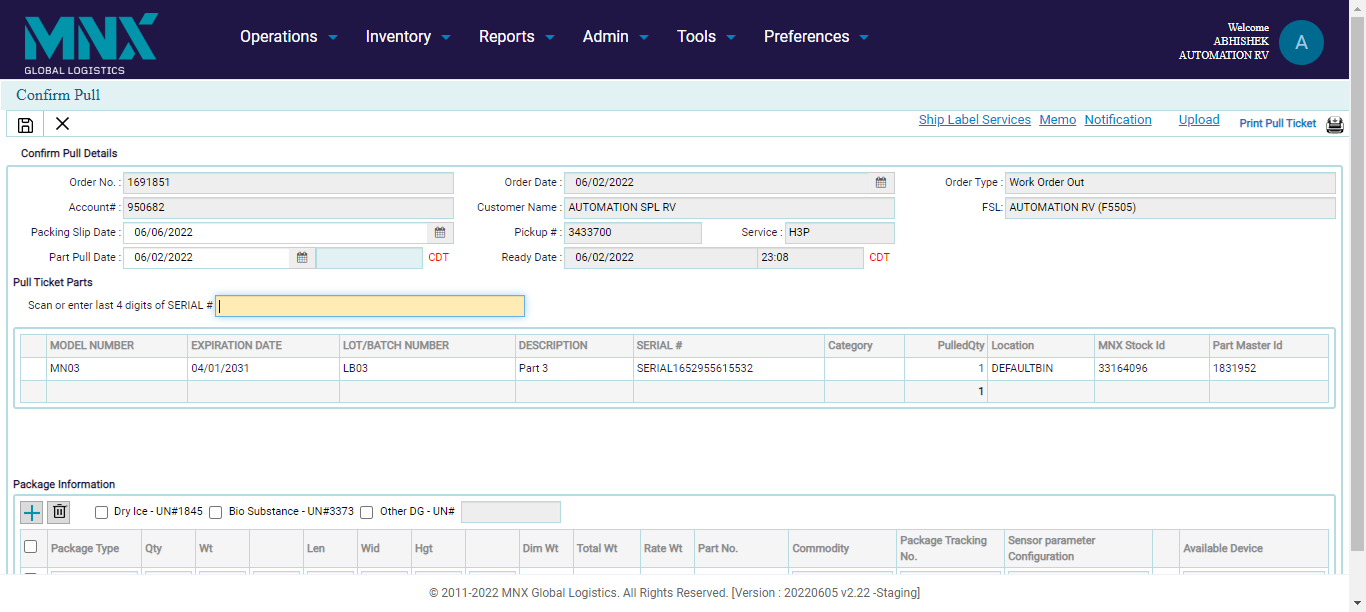 MNX
GLOBAL LOGISTICS
Operations Inventory Reports Admin Tools Preferences
Welcome
ABHISHEK
AUTOMATION RV
A
Confirm Pull
Ship Label Services Memo Notification Upload Print Pull Ticket
Confirm Pull Details
Order No. : 1691851 Order Date : 06/02/2022 Order Type : Work Order Out
Account# : 950682 Customer Name : AUTOMATION SPL RV FSL: AUTOMATION RV (F5505)
Packing Slip Date : 06/06/2022 Pickup # : 3433700 Service : H3P
Part Pull Date : 06/02/2022 CDT Ready Date : 06/02/2022 23:08 CDT
Pull Ticket Parts
Scan or enter last 4 digits of SERIAL #
MODEL NUMBER EXPIRATION DATE LOT/BATCH NUMBER DESCRIPTION SERIAL # Category PulledQty Location MNX Stock Id Part Master Id
MN03 04/01/2031 LB03 Part 3 SERIAL1652955615532 1 DEFAULTBIN 33164096 1831952
1
Package Information
Dry Ice - UN#1845 Bio Substance - UN#3373 Other DG - UN#
Package Type Qty Wt Len Wid Hgt Dim Wt Total Wt Rate Wt Part No. Commodity Package Tracking No. Sensor parameter Configuration Available Device
© 2011-2022 MNX Global Logistics. All Rights Reserved. [Version : 20220605 v2.22 -Staging]